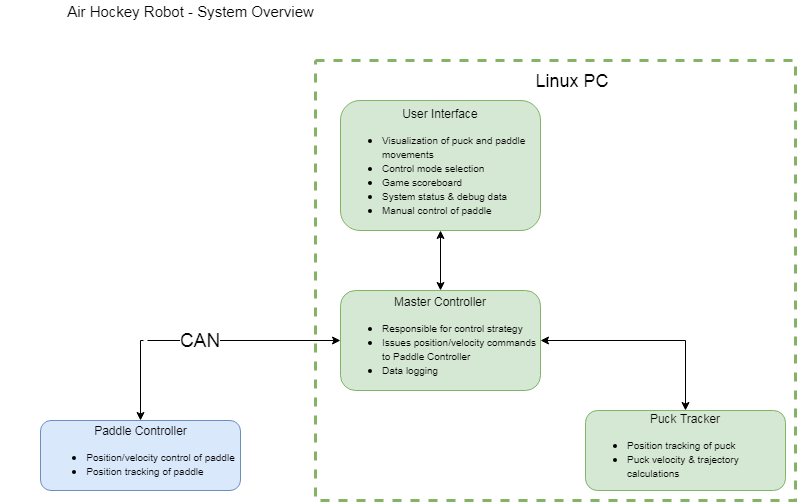 Air Hockey Robot - System Overview
Linux PC
User Interface
• Visualization of puck and paddle
movements
• Control mode selection
• Game scoreboard
• System status & debug data
• Manual control of paddle
Master Controller
• Responsible for control strategy
• Issues position/velocity commands
to Paddle Controller
• Data logging
CAN
Paddle Controller
• Position/velocity control of paddle
• Position tracking of paddle
Puck Tracker
• Position tracking of puck
• Puck velocity & trajectory
calculations